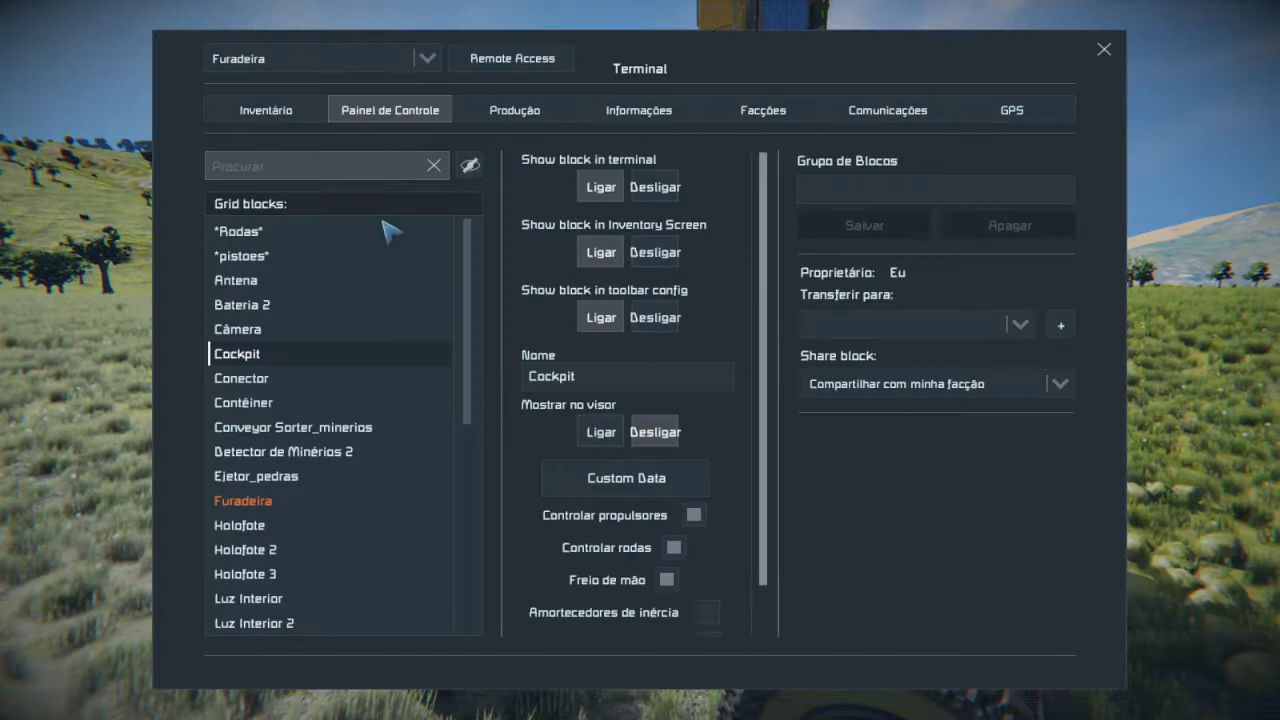 Furadeira
Remote Access
Terminal
Inventário
Painel de Controle
Produção
Informações
Facções
Comunicações
GPS
Procurar
Grid blocks:
*Rodas*
*pistoes*
Antena
Bateria 2
Câmera
Cockpit
Conector
Contêiner
Conveyor Sorter_minerios
Detector de Minérios 2
Ejetor_pedras
Furadeira
Holofote
Holofote 2
Holofote 3
Luz Interior
Luz Interior 2
Show block in terminal
Ligar Desligar
Show block in Inventory Screen
Ligar Desligar
Show block in toolbar config
Ligar Desligar
Nome
Cockpit
Mostrar no visor
Ligar Desligar
Custom Data
Controlar propulsores
Controlar rodas
Freio de mão
Amortecedores de inércia
Grupo de Blocos
Salvar Apagar
Proprietário: Eu
Transferir para:
+
Share block:
Compartilhar com minha facção